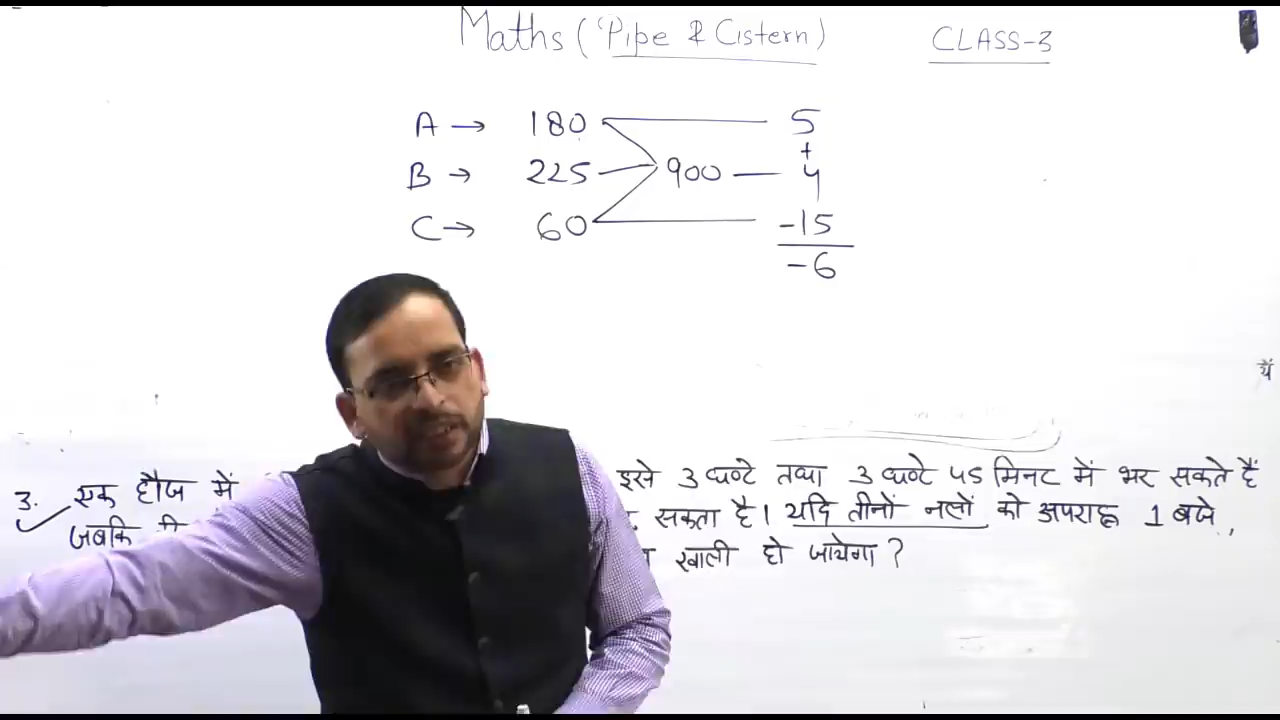 Maths ( Pipe & Cistern ) CLASS-3
A → 180 5
+
B → 225 900 4
C → 60 -15
-6
3. एक हौज में इसे 3 घण्टे तथा 3 घण्टे 45 मिनट में भर सकते हैं
जबकि सकता है। यदि तीनों नलों को अपराह्न 1 बजे,
खाली हो जायेगा ?